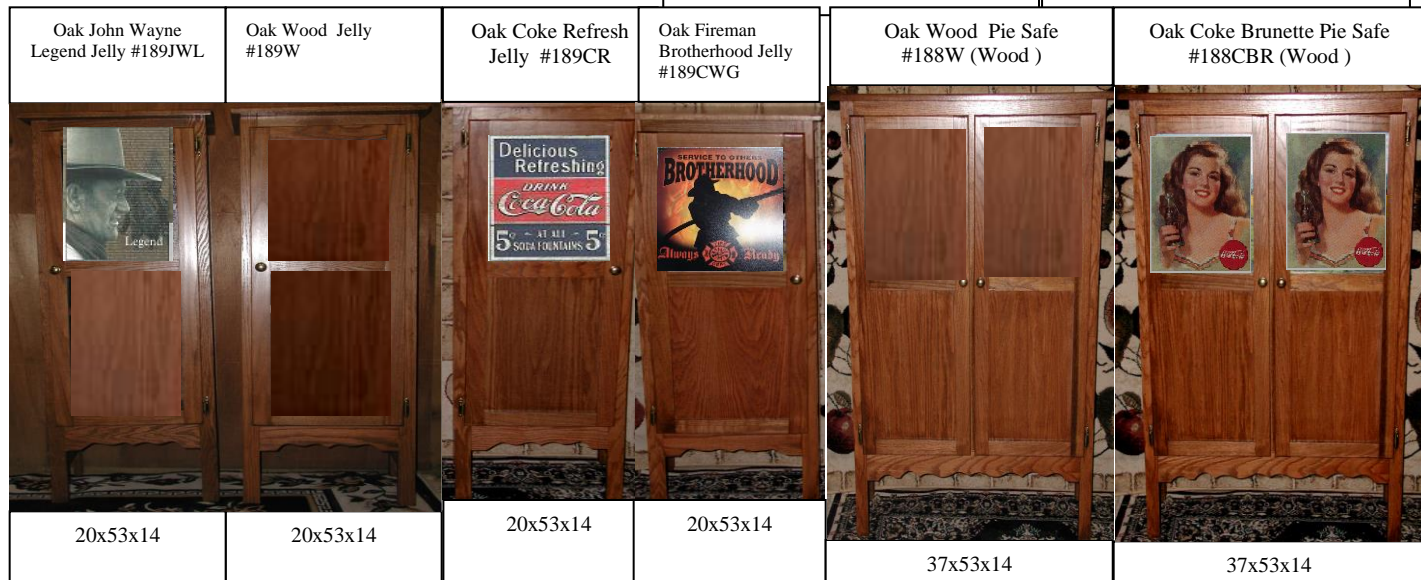 Oak John Wayne
Legend Jelly #189JWL
Oak Wood Jelly
#189W
Oak Coke Refresh
Jelly #189CR
Oak Fireman
Brotherhood Jelly
#189CWG
Oak Wood Pie Safe
#188W (Wood )
Oak Coke Brunette Pie Safe
#188CBR (Wood )
Legend
Delicious
Refreshing
DRINK
Coca-Cola
5¢ AT ALL 5¢
SODA FOUNTAINS
SERVICE TO OTHERS
BROTHERHOOD
Always Ready
20x53x14
20x53x14
20x53x14
20x53x14
37x53x14
37x53x14